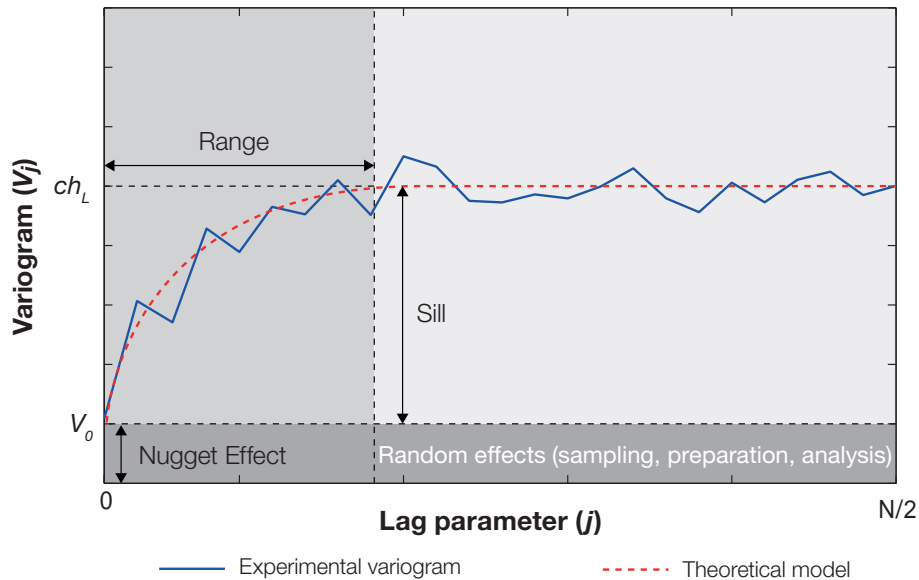 Range
ch_L
Variogram (V_j)
Sill
V_0
Nugget Effect
Random effects (sampling, preparation, analysis)
0
N/2
Lag parameter (j)
Experimental variogram
Theoretical model